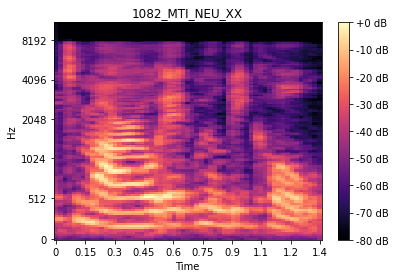 1082_MTI_NEU_XX
+0 dB
8192
-10 dB
4096
-20 dB
-30 dB
2048
Hz
-40 dB
1024
-50 dB
512
-60 dB
-70 dB
0
-80 dB
0 0.15 0.3 0.45 0.6 0.75 0.9 1.1 1.2 1.4
Time